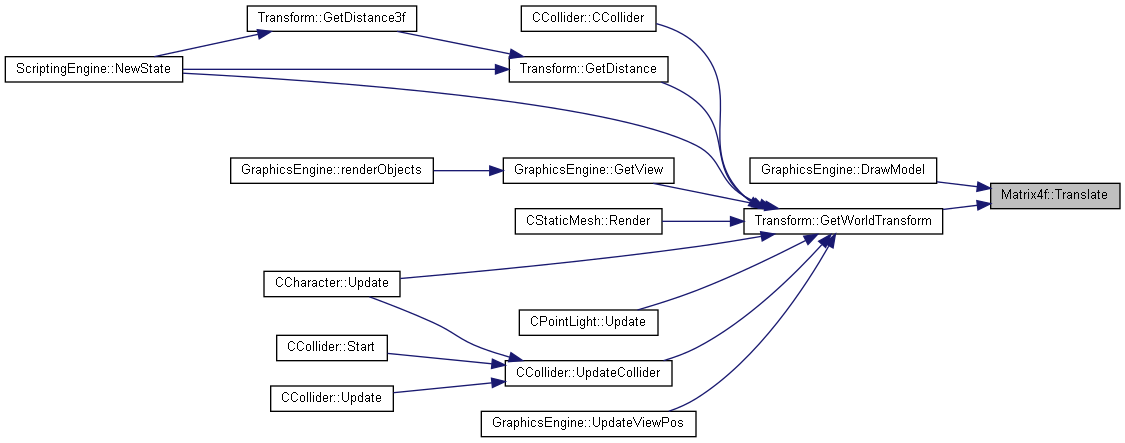 Transform::GetDistance3f
CCollider::CCollider
ScriptingEngine::NewState
Transform::GetDistance
GraphicsEngine::renderObjects
GraphicsEngine::GetView
GraphicsEngine::DrawModel
Matrix4f::Translate
CStaticMesh::Render
Transform::GetWorldTransform
CCharacter::Update
CPointLight::Update
CCollider::Start
CCollider::UpdateCollider
CCollider::Update
GraphicsEngine::UpdateViewPos